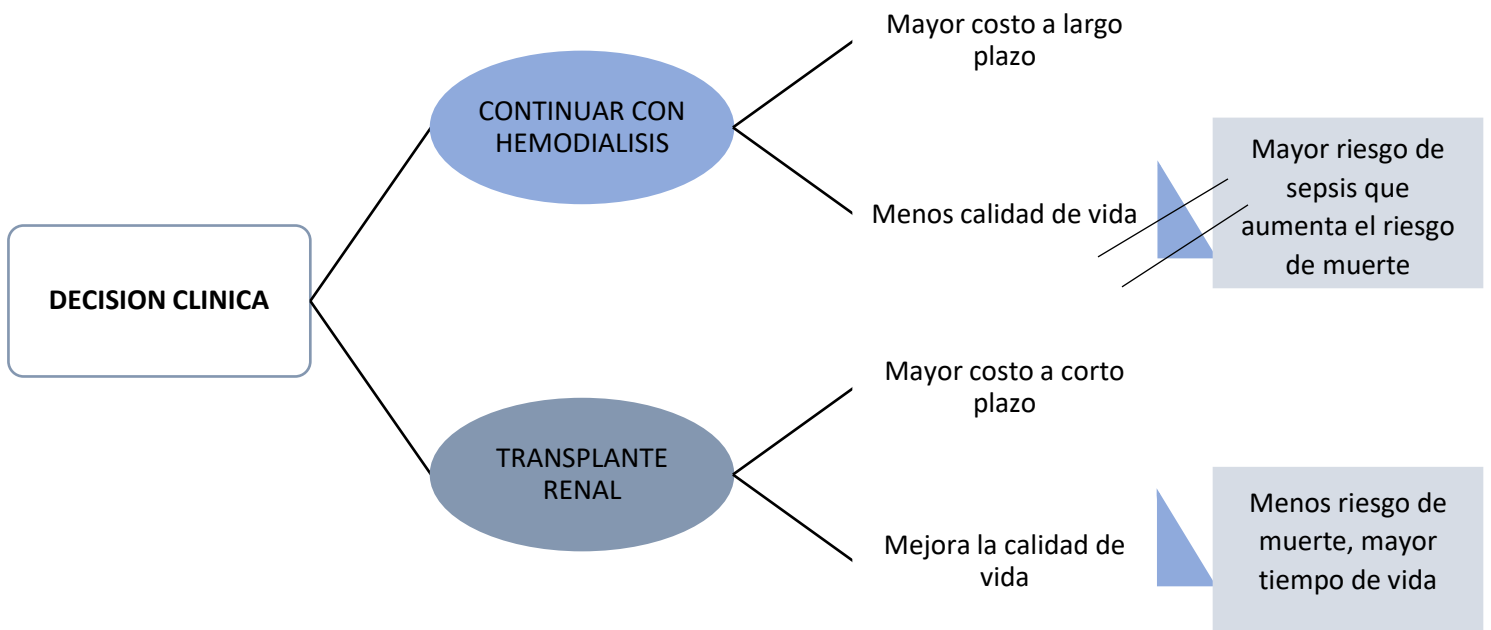 Mayor costo a largo
plazo
CONTINUAR CON
HEMODIALISIS
Menos calidad de vida
Mayor riesgo de
sepsis que
aumenta el riesgo
de muerte
DECISION CLINICA
Mayor costo a corto
plazo
TRANSPLANTE
RENAL
Mejora la calidad de
vida
Menos riesgo de
muerte, mayor
tiempo de vida